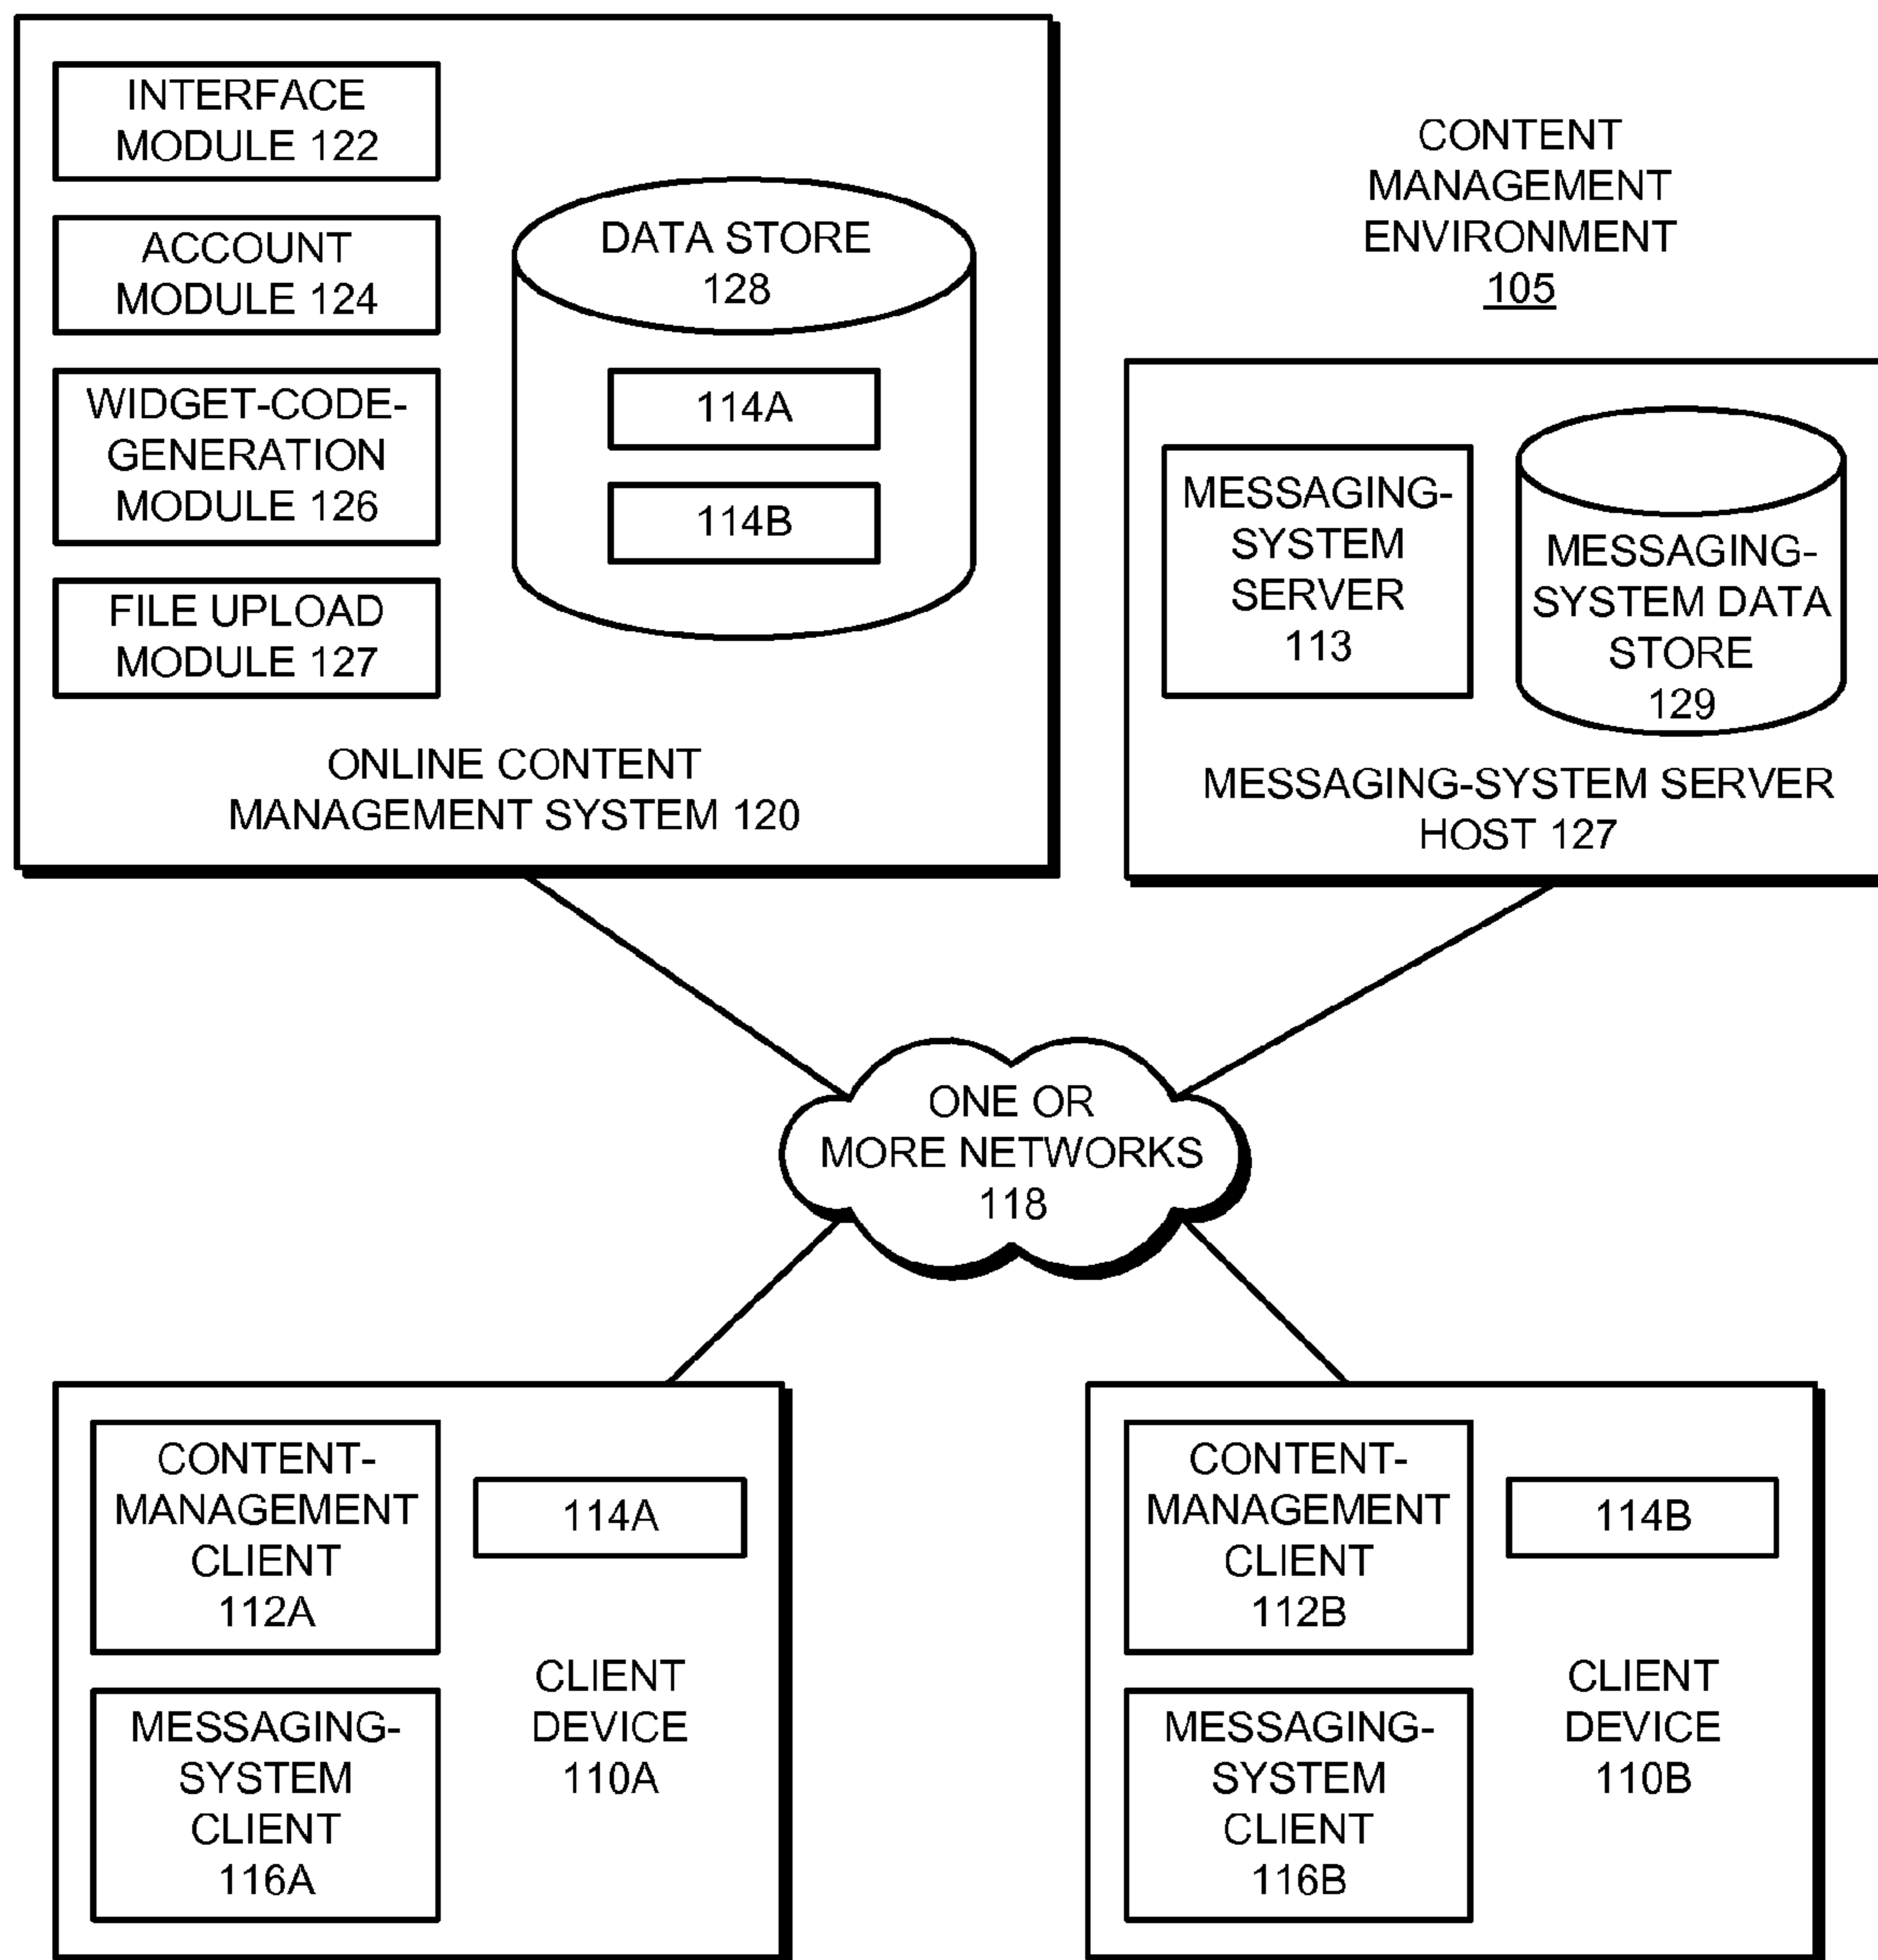 INTERFACE
MODULE 122
ACCOUNT
MODULE 124
WIDGET-CODE-
GENERATION
MODULE 126
FILE UPLOAD
MODULE 127
DATA STORE
128
114A
114B
ONLINE CONTENT
MANAGEMENT SYSTEM 120
CONTENT
MANAGEMENT
ENVIRONMENT
105
MESSAGING-
SYSTEM
SERVER
113
MESSAGING-
SYSTEM DATA
STORE
129
MESSAGING-SYSTEM SERVER
HOST 127
ONE OR
MORE NETWORKS
118
CONTENT-
MANAGEMENT
CLIENT
112A
114A
MESSAGING-
SYSTEM
CLIENT
116A
CLIENT
DEVICE
110A
CONTENT-
MANAGEMENT
CLIENT
112B
114B
MESSAGING-
SYSTEM
CLIENT
116B
CLIENT
DEVICE
110B